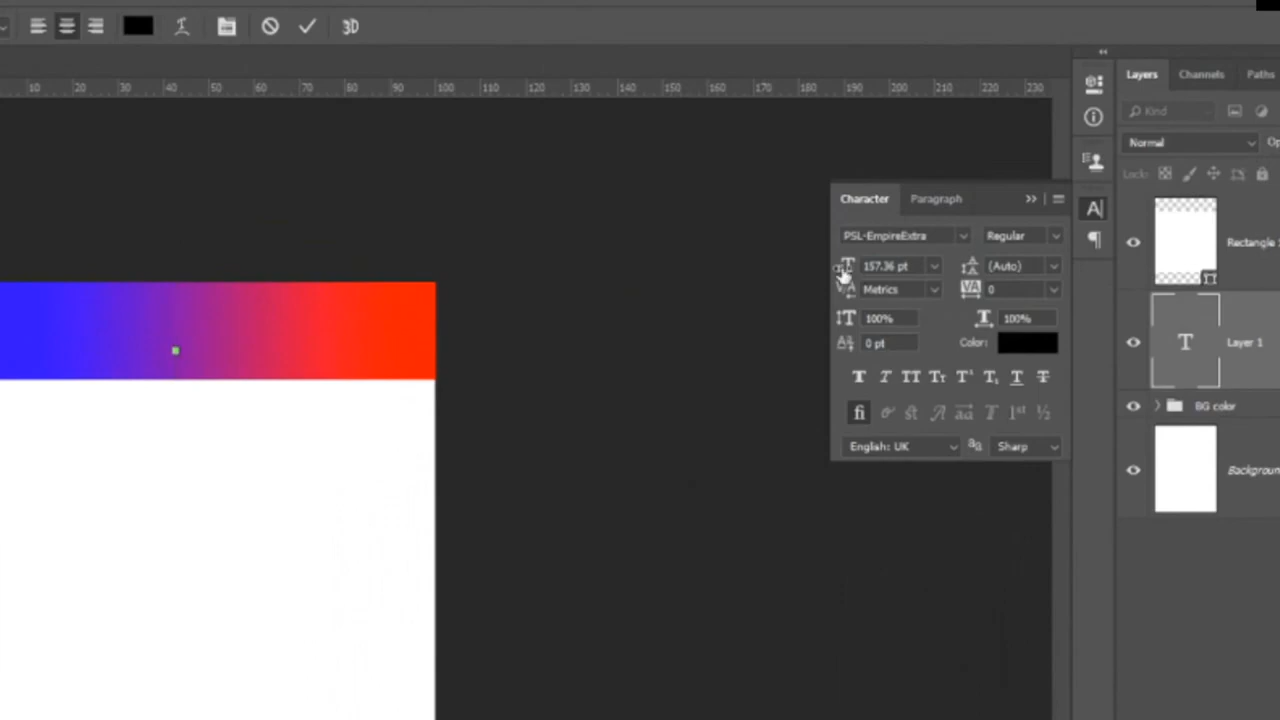 3D
10 20 30 40 50 60 70 80 90 100 110 120 130 140 150 160 170 180 190 200 210 220 230
Layers Channels Paths
Kind
Normal
Lock:
Character Paragraph
PSL-EmpireExtra Regular
157.36 pt (Auto)
Metrics 0
100% 100%
0 pt Color:
English: UK Sharp
Rectangle
Layer 1
BG color
Backgroun